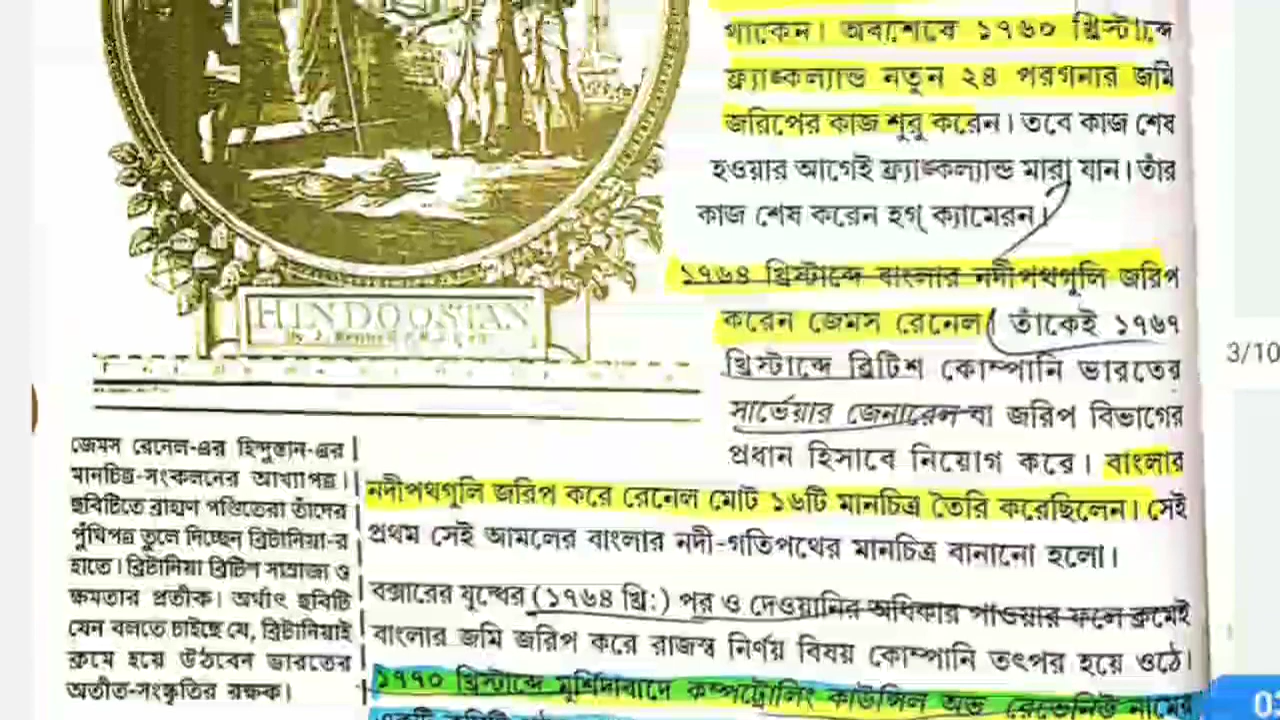 থাকেন। অবশেষে ১৭৬০ খ্রিস্টাব্দে
ফ্র্যাঙ্কল্যান্ড নতুন ২৪ পরগনার জমি
জরিপের কাজ শুরু করেন। তবে কাজ শেষ
হওয়ার আগেই ফ্র্যাঙ্কল্যান্ড মারা যান। তাঁর
কাজ শেষ করেন হগ্ ক্যামেরন।
১৭৬৪ খ্রিস্টাব্দে বাংলার নদীপথগুলি জরিপ
করেন জেমস রেনেল। তাঁকেই ১৭৬৭
খ্রিস্টাব্দে ব্রিটিশ কোম্পানি ভারতের
সার্ভেয়ার জেনারেল বা জরিপ বিভাগের
প্রধান হিসাবে নিয়োগ করে। বাংলার
নদীপথগুলি জরিপ করে রেনেল মোট ১৬টি মানচিত্র তৈরি করেছিলেন। সেই
প্রথম সেই আমলের বাংলার নদী-গতিপথের মানচিত্র বানানো হলো।
বক্সারের যুদ্ধের (১৭৬৪ খ্রি:) পর ও দেওয়ানির অধিকার পাওয়ার ফলে ক্রমেই
বাংলার জমি জরিপ করে রাজস্ব নির্ণয় বিষয় কোম্পানি তৎপর হয়ে ওঠে।
১৭৭০ খ্রিস্টাব্দে মুর্শিদাবাদে কম্পট্রোলিং কাউন্সিল অভ রেভেনিউ নামের
HINDOOSTAN
জেমস রেনেল-এর হিন্দুস্তান-এর
মানচিত্র-সংকলনের আখ্যাপত্র।
ছবিটিতে ব্রাহ্মণ পণ্ডিতেরা তাঁদের
পুঁথিপত্র তুলে দিচ্ছেন ব্রিটানিয়া-র
হাতে। ব্রিটানিয়া ব্রিটিশ সাম্রাজ্য ও
ক্ষমতার প্রতীক। অর্থাৎ ছবিটি
যেন বলতে চাইছে যে, ব্রিটানিয়াই
ক্রমে হয়ে উঠবেন ভারতের
অতীত-সংস্কৃতির রক্ষক।
3/10